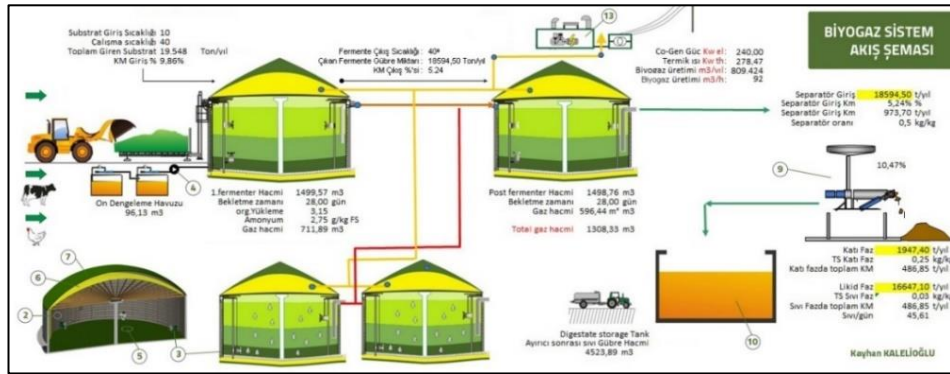 BİYOGAZ SİSTEM
AKIŞ ŞEMASI
Substrat Giriş Sıcaklığı 10
Çalışma sıcaklığı 40
Toplam Giren Substrat 19.548 Ton/yıl
KM Giriş % 9,86%
Fermente Çıkış Sıcaklığı : 40º
Çıkan Fermente Gübre Miktarı : 18594,50 Ton/yıl
KM Çıkış %'si : 5.24
13
Co-Gen Güç Kw el: 240,00
Termik ısı Kw th: 278,47
Biyogaz üretimi m3/yıl: 809.424
Biyogaz üretimi m3/h: 92
Separatör Giriş 18594,50 t/yıl
Separatör Giriş Km 5,24% %
Separatör Giriş Km 973,70 t/yıl
Separatör oranı 0,5 kg/kg
9
10,47%
4
Ön Dengeleme Havuzu
96,13 m3
1.fermenter Hacmi 1499,57 m3
Bekletme zamanı 28,00 gün
org.Yükleme 3,15
Amonyum 2,75 g/kg FS
Gaz hacmi 711,89 m3
Post fermenter Hacmi 1498,76 m3
Bekletme zamanı 28,00 gün
Gaz hacmi 596,44 m³ m3
Total gaz hacmi 1308,33 m3
Katı Faz 1947,40 t/yıl
TS Katı Faz 0,25 kg/kg
Katı fazda toplam KM 486,85 t/yıl
Likid Faz 16647,10 t/yıl
TS Sıvı Faz 0,03 kg/kg
Sıvı Fazda toplam KM 486,85 t/yıl
Sıvı/gün 45,61
7
6
2
5
3
10
Digestate storage Tank
Ayırıcı sonrası sıvı Gübre Hacmi
4523,89 m3
Kayhan KALELİOĞLU